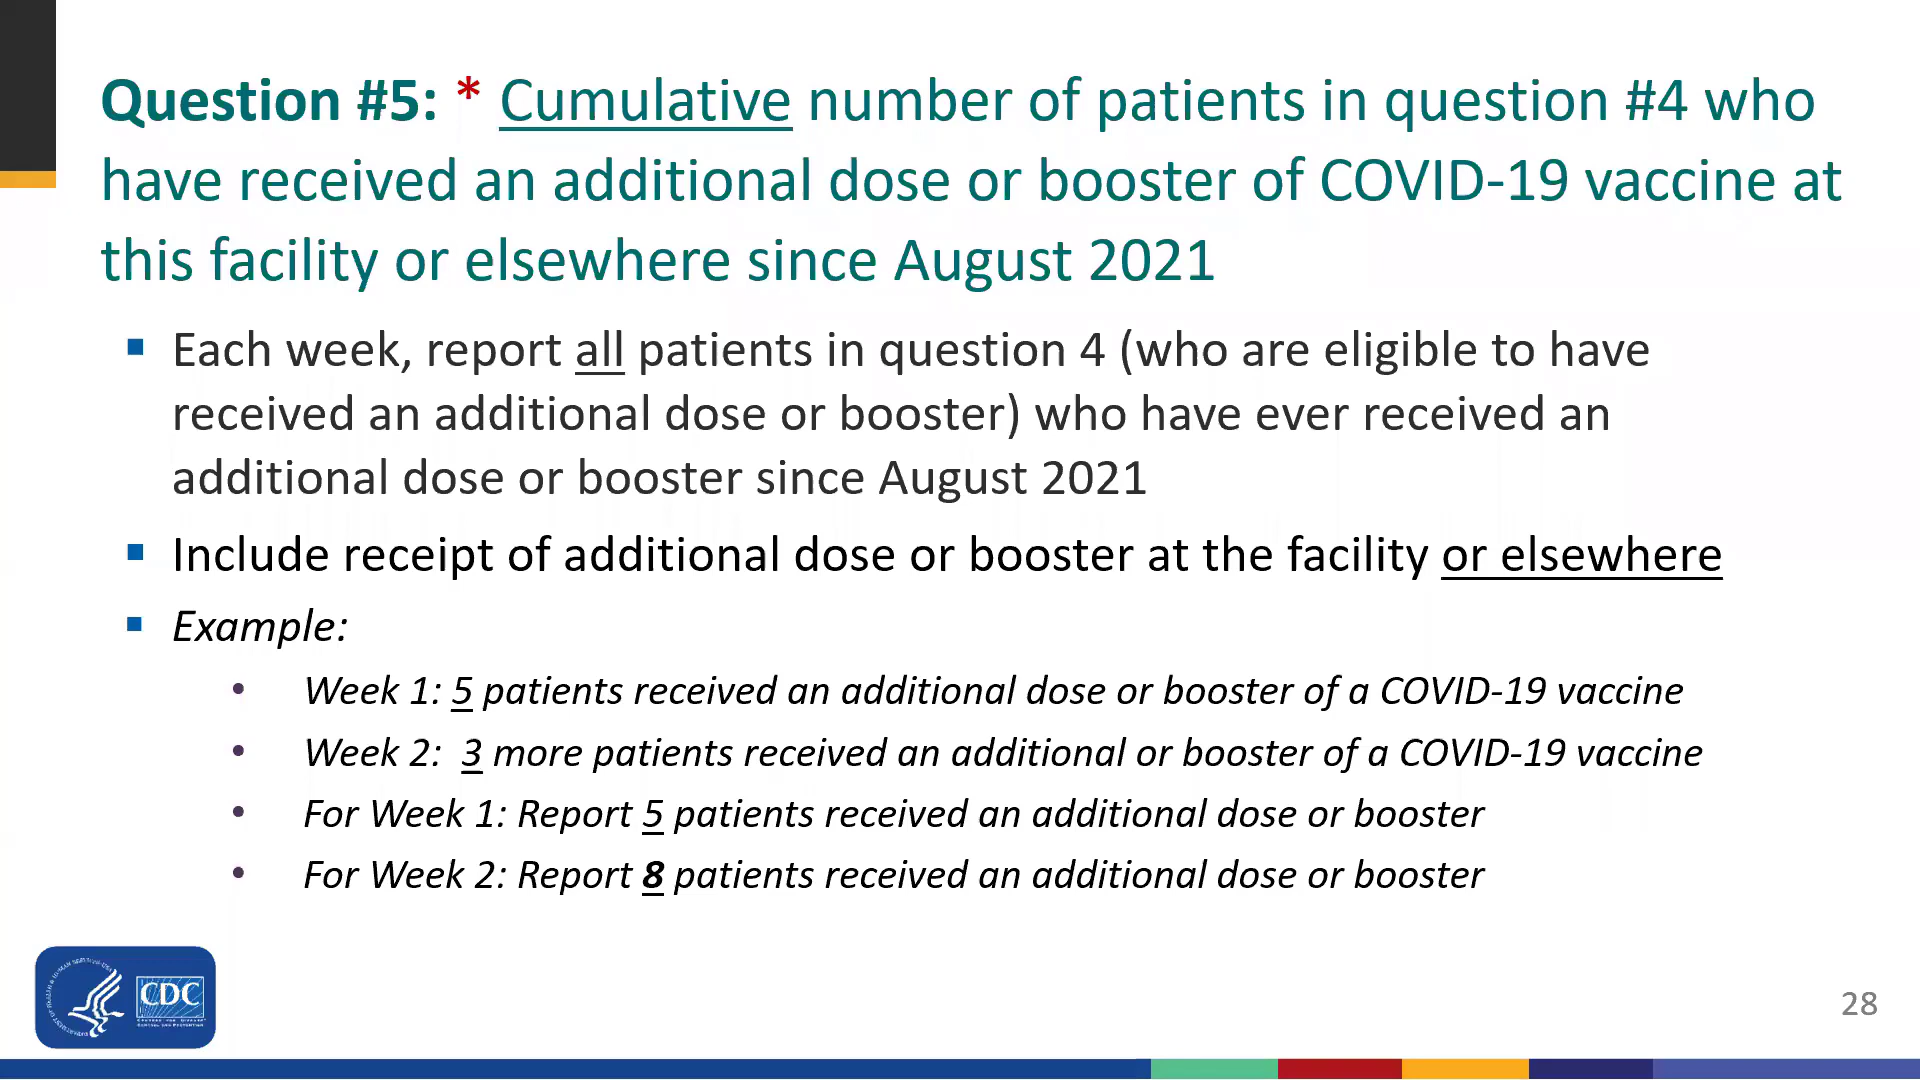 Question #5: * Cumulative number of patients in question #4 who
have received an additional dose or booster of COVID-19 vaccine at
this facility or elsewhere since August 2021
▪ Each week, report all patients in question 4 (who are eligible to have
received an additional dose or booster) who have ever received an
additional dose or booster since August 2021
▪ Include receipt of additional dose or booster at the facility or elsewhere
▪ Example:
• Week 1: 5 patients received an additional dose or booster of a COVID-19 vaccine
• Week 2:  3 more patients received an additional or booster of a COVID-19 vaccine
• For Week 1: Report 5 patients received an additional dose or booster
• For Week 2: Report 8 patients received an additional dose or booster
CDC
28